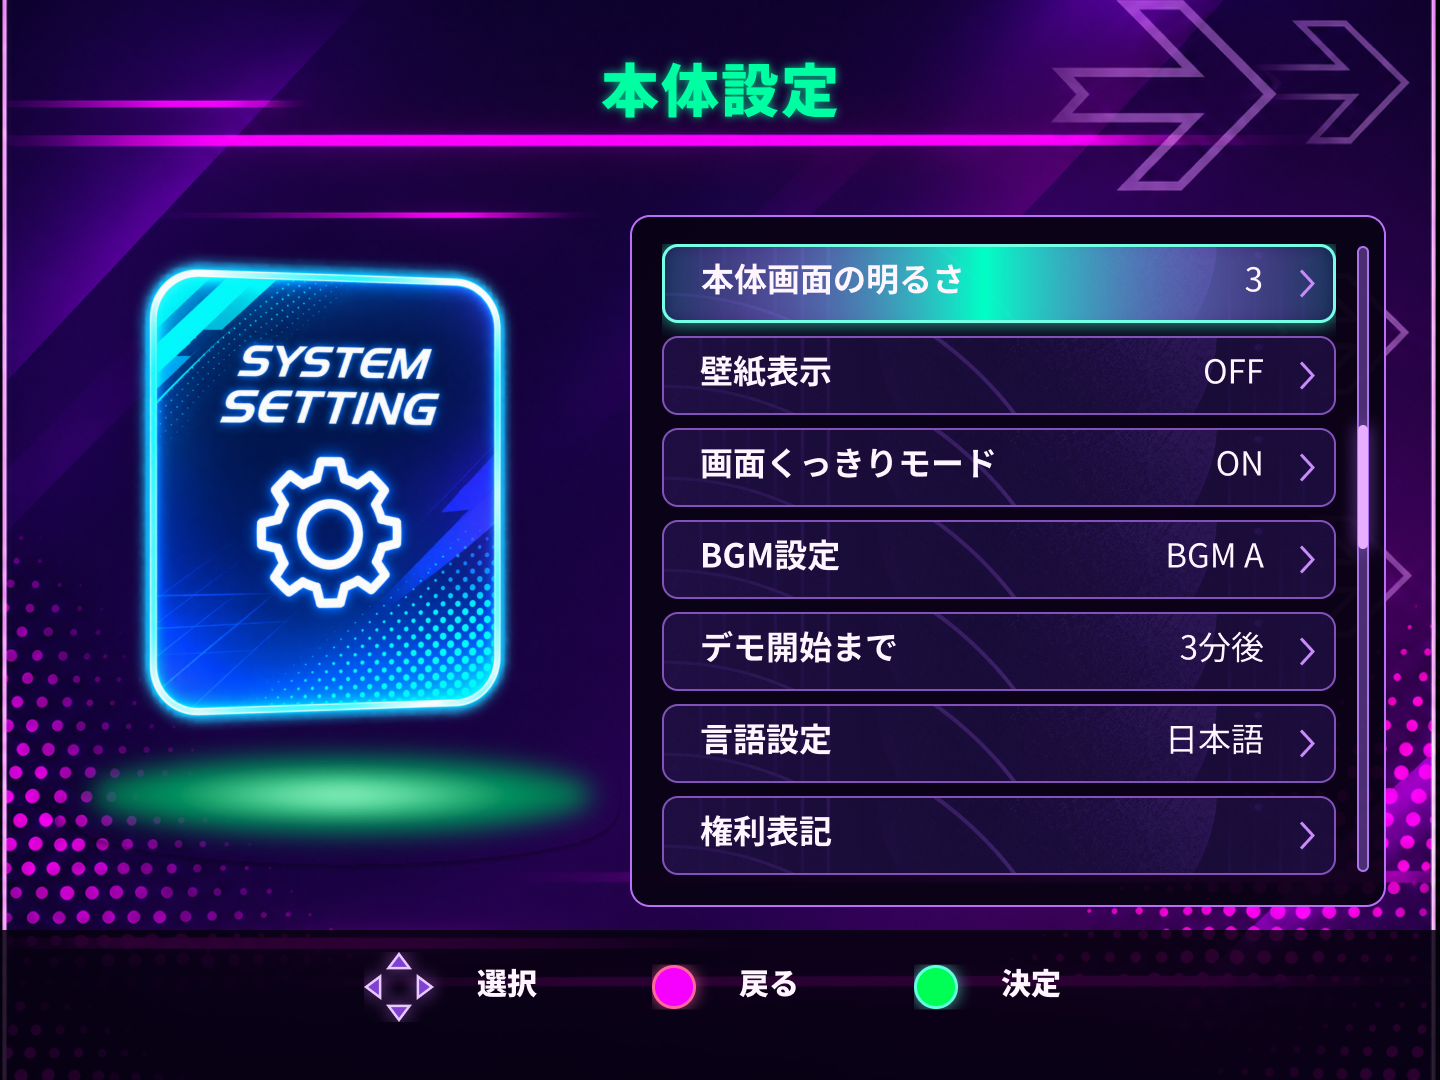 本体設定
SYSTEM
SETTING
本体画面の明るさ 3
壁紙表示 OFF
画面くっきりモード ON
BGM設定 BGM A
デモ開始まで 3分後
言語設定 日本語
権利表記
選択 戻る 決定